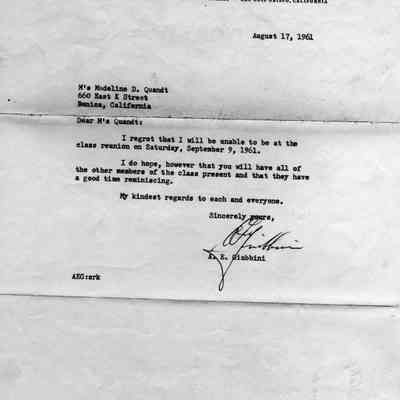 CALIFORNIA
August 17, 1961
M's Madeline D. Quandt
660 East K Street
Benica, California
Dear M's Quandt:
I regret that I will be unable to be at the
class reunion on Saturday, September 9, 1961.
I do hope, however that you will have all of
the other members of the class present and that they have
a good time reminiscing.
My kindest regards to each and everyone.
Sincerely yours,
A. E. Giubbini
AEG:ark